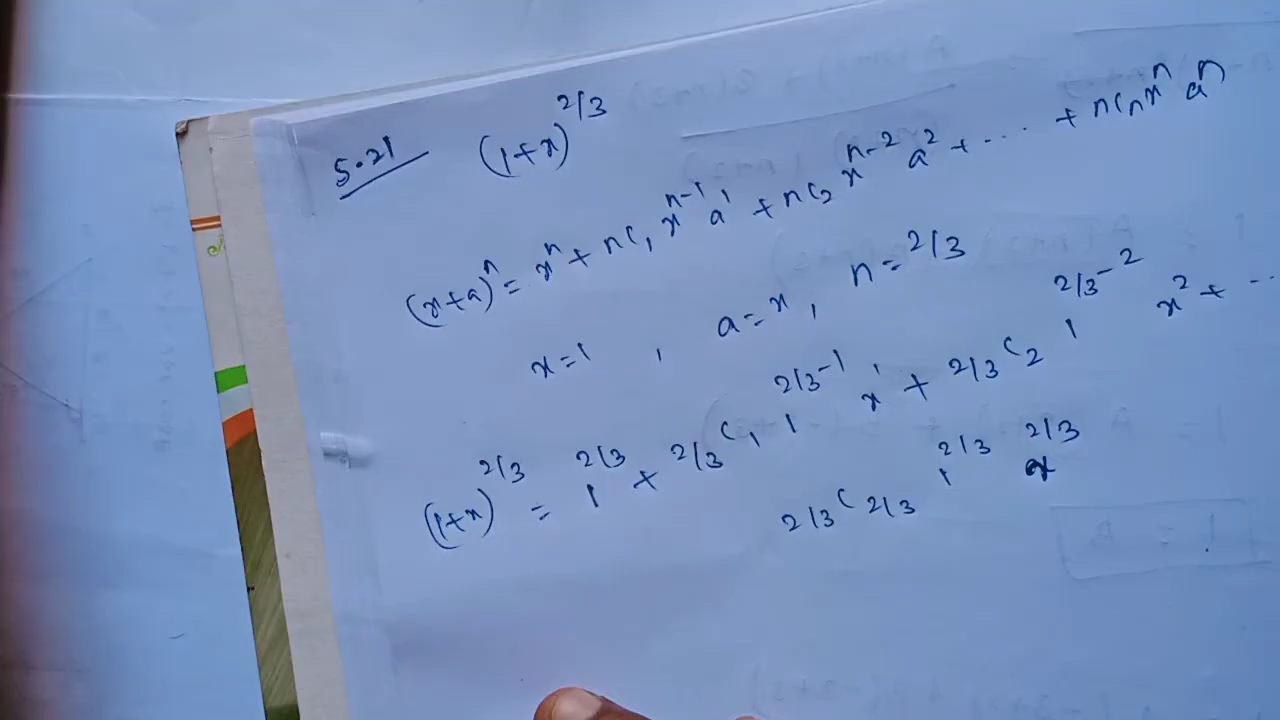 5.21 (1+x)^{2/3}
(x+a)^n = x^n + nC₁ x^{n-1} a^1 + nC₂ x^{n-2} a^2 + .... + nCₙ x^n a^n
x=1 , a=x, n=2/3
(1+x)^{2/3} = 1^{2/3} + 2/3C₁ 1^{2/3-1} x^1 + 2/3C₂ 1^{2/3-2} x^2 + ..
2/3C2/3 1^{2/3} x^{2/3}